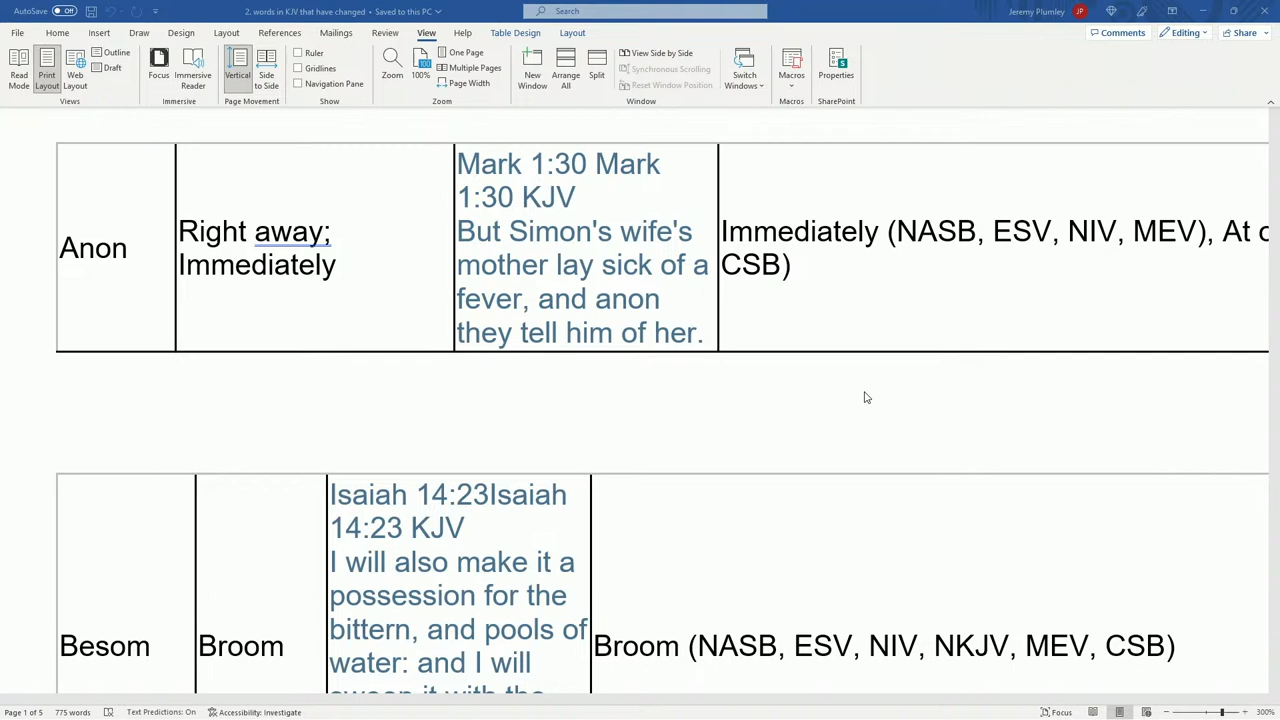 AutoSave Off 2. words in KJV that have changed • Saved to this PC Search Jeremy Plumley JP
File Home Insert Draw Design Layout References Mailings Review View Help Table Design Layout Comments Editing Share
Read Mode Print Layout Web Layout Outline Draft Focus Immersive Reader Vertical Side to Side Ruler Gridlines Navigation Pane Zoom 100% One Page Multiple Pages Page Width New Window Arrange All Split View Side by Side Synchronous Scrolling Reset Window Position Switch Windows Macros Properties
Views Immersive Page Movement Show Zoom Window Macros SharePoint
Anon
Right away;
Immediately
Mark 1:30 Mark
1:30 KJV
But Simon's wife's
mother lay sick of a
fever, and anon
they tell him of her.
Immediately (NASB, ESV, NIV, MEV), At
CSB)
Besom
Broom
Isaiah 14:23Isaiah
14:23 KJV
I will also make it a
possession for the
bittern, and pools of
water: and I will
sweep it with the
Broom (NASB, ESV, NIV, NKJV, MEV, CSB)
Page 1 of 5 775 words Text Predictions: On Accessibility: Investigate Focus 300%